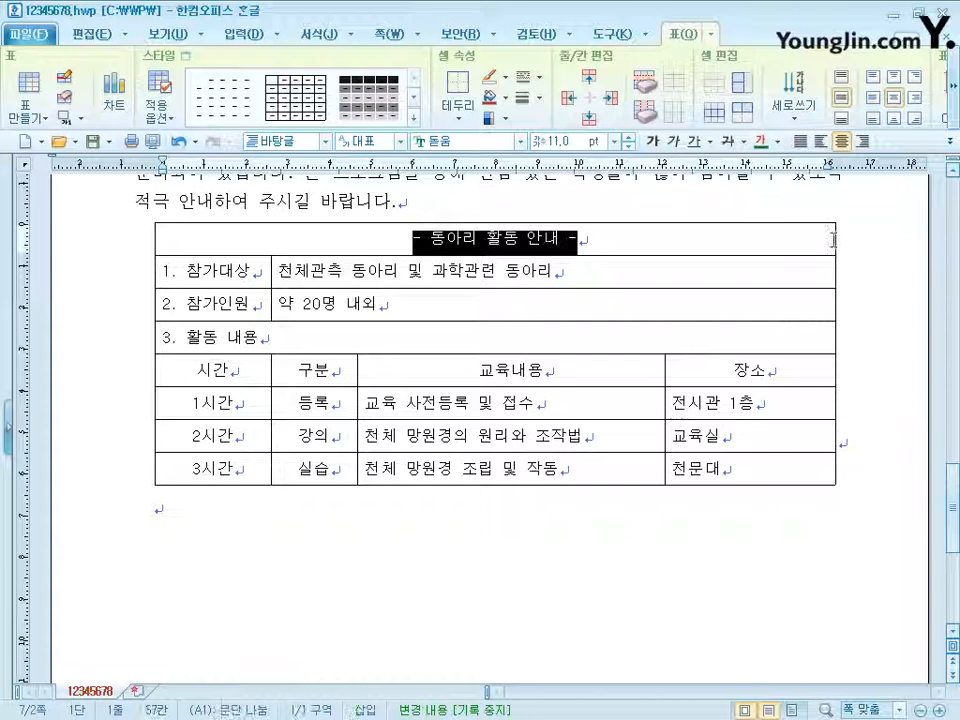 12345678.hwp [C:\WWPW] - 한컴오피스 한글
YoungJin.com Y.
파일(F) 편집(E) 보기(U) 입력(D) 서식(J) 쪽(W) 보안(R) 검토(H) 도구(K) 표(Q)
표 스타일 셀 속성 줄/칸 편집 셀 편집
표 만들기 차트 적용 옵션 테두리 세로쓰기
바탕글 대표 돋움 11.0 pt 가 가 가 가 가
적극 안내하여 주시길 바랍니다.
- 동아리 활동 안내 -
1. 참가대상 천체관측 동아리 및 과학관련 동아리
2. 참가인원 약 20명 내외
3. 활동 내용
시간 구분 교육내용 장소
1시간 등록 교육 사전등록 및 접수 전시관 1층
2시간 강의 천체 망원경의 원리와 조작법 교육실
3시간 실습 천체 망원경 조립 및 작동 천문대
12345678
7/2쪽 1단 1줄 57칸 (A1): 문단 나눔 1/1 구역 삽입 변경 내용 [기록 중지] 폭 맞춤